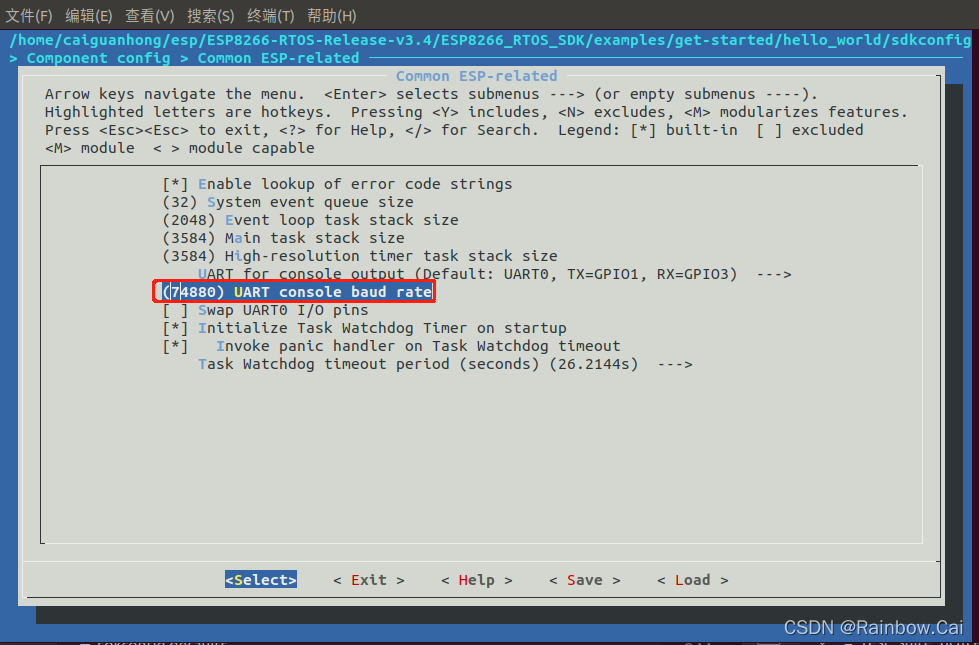 文件(F) 编辑(E) 查看(V) 搜索(S) 终端(T) 帮助(H)
/home/caiguanhong/esp/ESP8266-RTOS-Release-v3.4/ESP8266_RTOS_SDK/examples/get-started/hello_world/sdkconfig
> Component config > Common ESP-related
Common ESP-related
Arrow keys navigate the menu.  <Enter> selects submenus ---> (or empty submenus ----).
Highlighted letters are hotkeys.  Pressing <Y> includes, <N> excludes, <M> modularizes features.
Press <Esc><Esc> to exit, <?> for Help, </> for Search.  Legend: [*] built-in  [ ] excluded
<M> module  < > module capable
[*] Enable lookup of error code strings
(32) System event queue size
(2048) Event loop task stack size
(3584) Main task stack size
(3584) High-resolution timer task stack size
UART for console output (Default: UART0, TX=GPIO1, RX=GPIO3)  --->
(74880) UART console baud rate
[ ] Swap UART0 I/O pins
[*] Initialize Task Watchdog Timer on startup
[*]   Invoke panic handler on Task Watchdog timeout
Task Watchdog timeout period (seconds) (26.2144s)  --->
<Select>    < Exit >    < Help >    < Save >    < Load >
CSDN @Rainbow.Cai